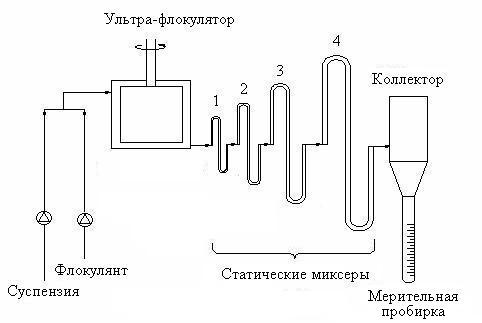 Ультра-флокулятор
1
2
3
4
Коллектор
Флокулянт
Суспензия
Статические миксеры
Мерительная
пробирка